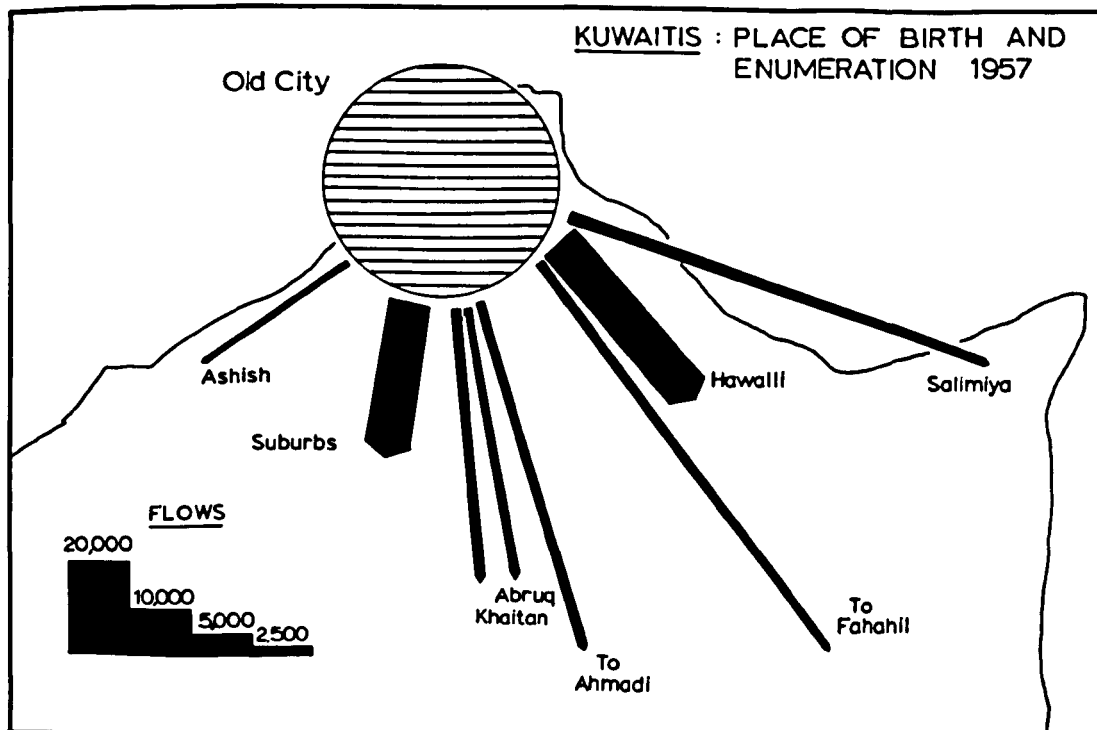 KUWAITIS : PLACE OF BIRTH AND
ENUMERATION 1957
Old City
Ashish
Suburbs
Hawalli
Salimiya
Abruq
Khaitan
To
Ahmadi
To
Fahahil
FLOWS
20,000
10,000
5,000
2,500